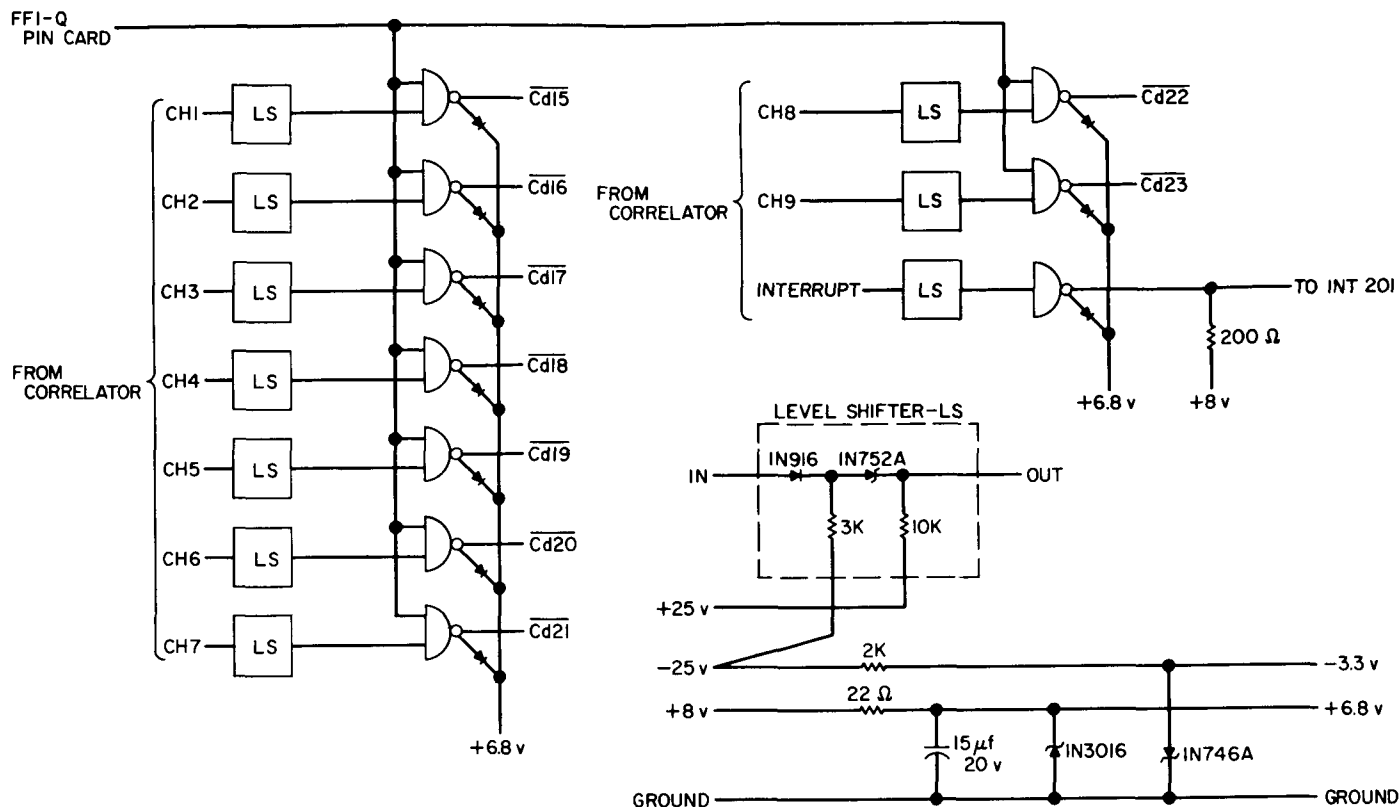 FF1-Q
PIN CARD
CH1
LS
Cd15
CH2
LS
Cd16
CH3
LS
Cd17
FROM
CORRELATOR
CH4
LS
Cd18
CH5
LS
Cd19
CH6
LS
Cd20
CH7
LS
Cd21
+6.8 v
FROM
CORRELATOR
CH8
LS
Cd22
CH9
LS
Cd23
INTERRUPT
LS
TO INT 201
200 Ω
+6.8 v
+8 v
LEVEL SHIFTER-LS
IN
IN916
IN752A
OUT
3K
10K
+25 v
-25 v
2K
-3.3 v
+8 v
22 Ω
+6.8 v
15 μf
20 v
IN3016
IN746A
GROUND
GROUND